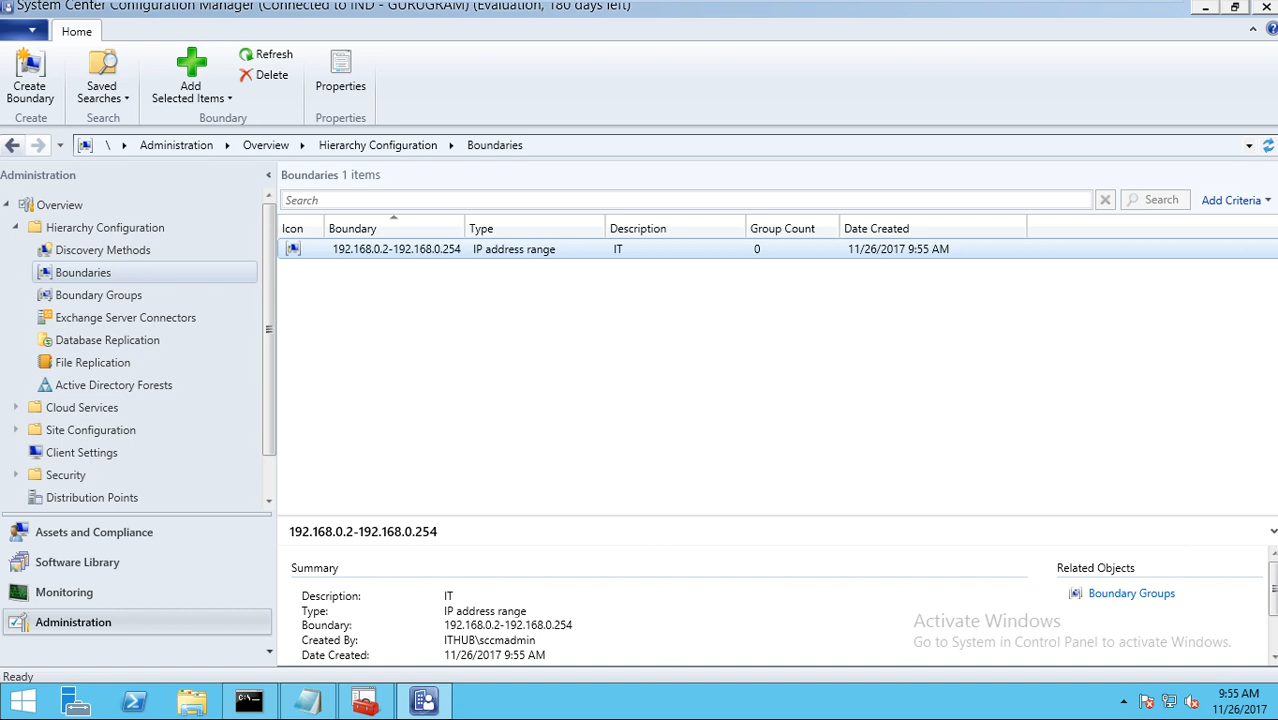 System Center Configuration Manager (Connected to IND - GURUGRAM) (Evaluation, 180 days left)
Home
Create Boundary
Saved Searches
Add Selected Items
Refresh
Delete
Properties
Create
Search
Boundary
Properties
\ Administration Overview Hierarchy Configuration Boundaries
Administration
Overview
Hierarchy Configuration
Discovery Methods
Boundaries
Boundary Groups
Exchange Server Connectors
Database Replication
File Replication
Active Directory Forests
Cloud Services
Site Configuration
Client Settings
Security
Distribution Points
Assets and Compliance
Software Library
Monitoring
Administration
Boundaries 1 items
Search
Search
Add Criteria
Icon Boundary Type Description Group Count Date Created
192.168.0.2-192.168.0.254 IP address range IT 0 11/26/2017 9:55 AM
192.168.0.2-192.168.0.254
Summary
Description: IT
Type: IP address range
Boundary: 192.168.0.2-192.168.0.254
Created By: ITHUB\sccmadmin
Date Created: 11/26/2017 9:55 AM
Related Objects
Boundary Groups
Activate Windows
Go to System in Control Panel to activate Windows.
Ready
9:55 AM
11/26/2017